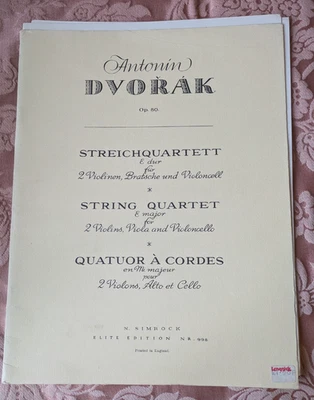 Antonín
DVOŘÁK
Op. 80
STREICHQUARTETT
E dur
für
2 Violinen, Bratsche und Violoncell
*
STRING QUARTET
E major
for
2 Violins, Viola and Violoncello
*
QUATUOR À CORDES
en Mi majeur
pour
2 Violons, Alto et Cello
N. SIMROCK
ELITE EDITION NR.
Printed in England